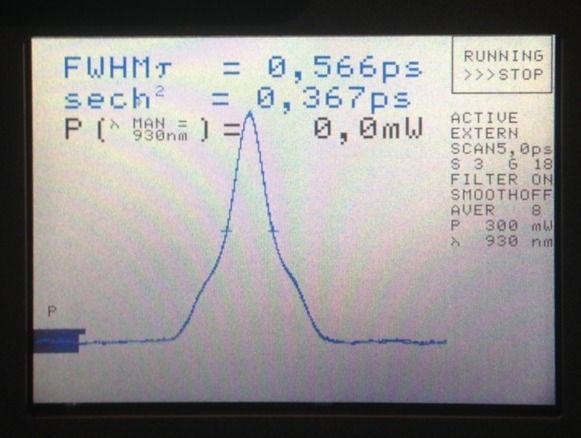 FWHMτ = 0,566ps
sech² = 0,367ps
P (λ MAN = 930nm) = 0,0mW
RUNNING
>>>STOP
ACTIVE
EXTERN
SCAN5,0ps
S 3 G 18
FILTER ON
SMOOTHOFF
AVER 8
P 300 mW
λ 930 nm
P